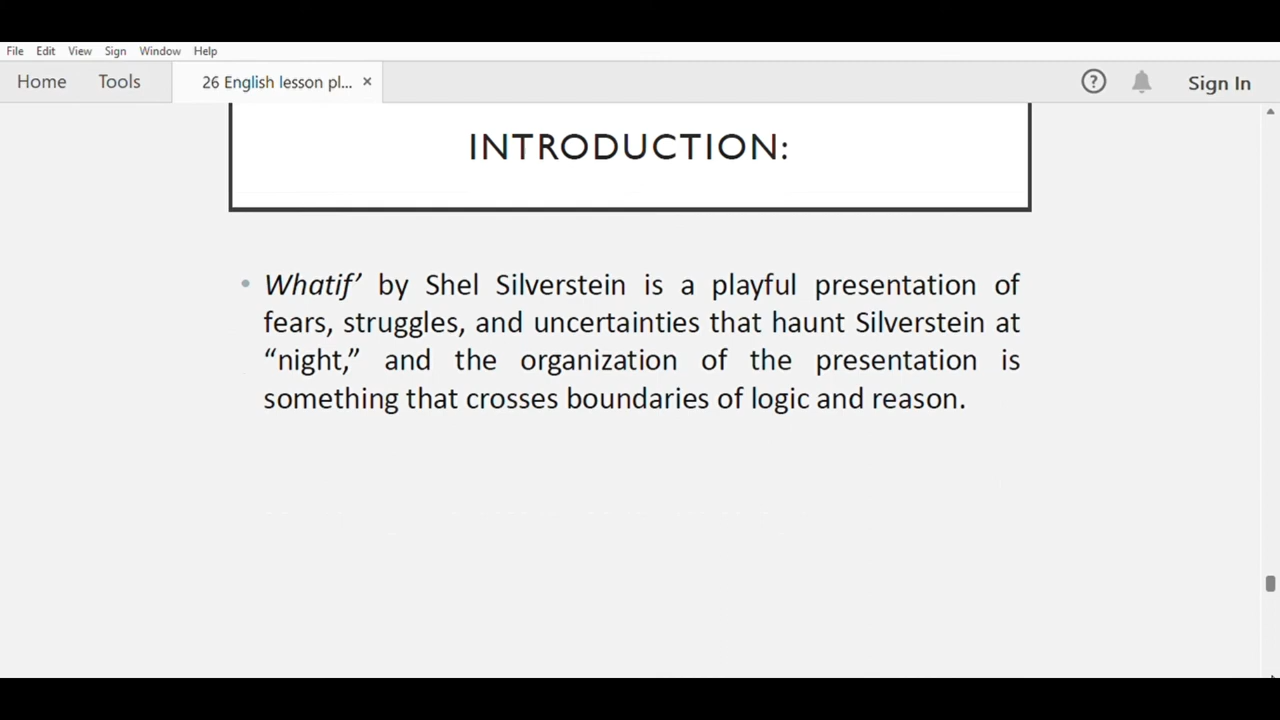 File Edit View Sign Window Help
Home Tools 26 English lesson pl... × ? Sign In
INTRODUCTION:
• Whatif’ by Shel Silverstein is a playful presentation of
fears, struggles, and uncertainties that haunt Silverstein at
“night,” and the organization of the presentation is
something that crosses boundaries of logic and reason.